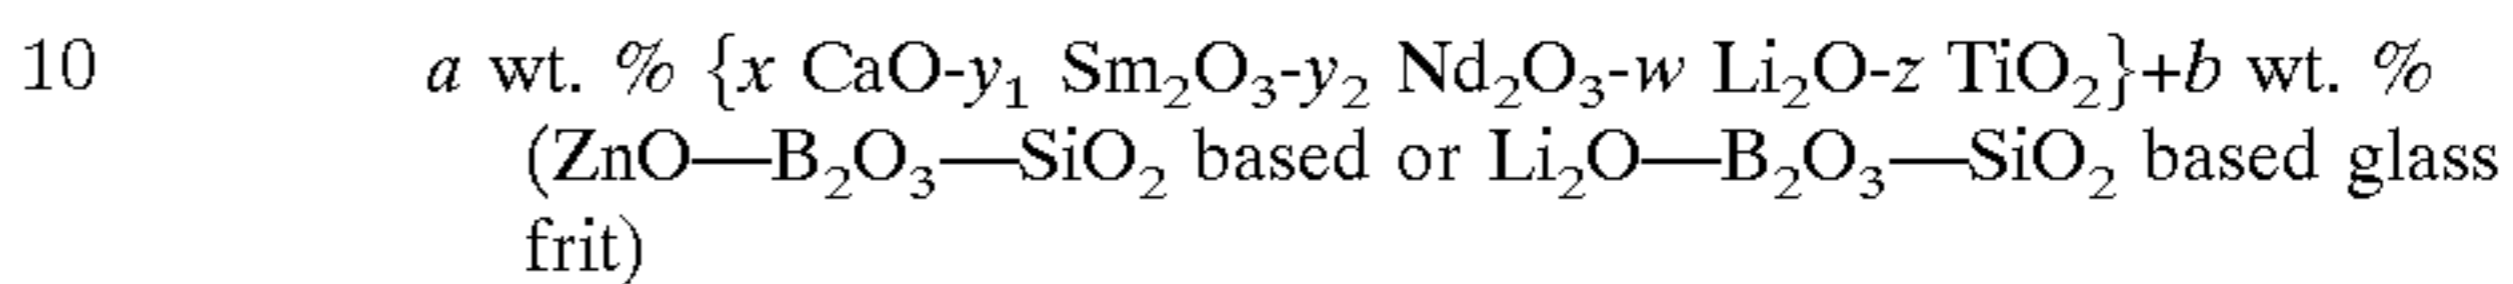 10 a wt. % {x CaO-y₁ Sm₂O₃-y₂ Nd₂O₃-w Li₂O-z TiO₂}+b wt. %
(ZnO—B₂O₃—SiO₂ based or Li₂O—B₂O₃—SiO₂ based glass
frit)